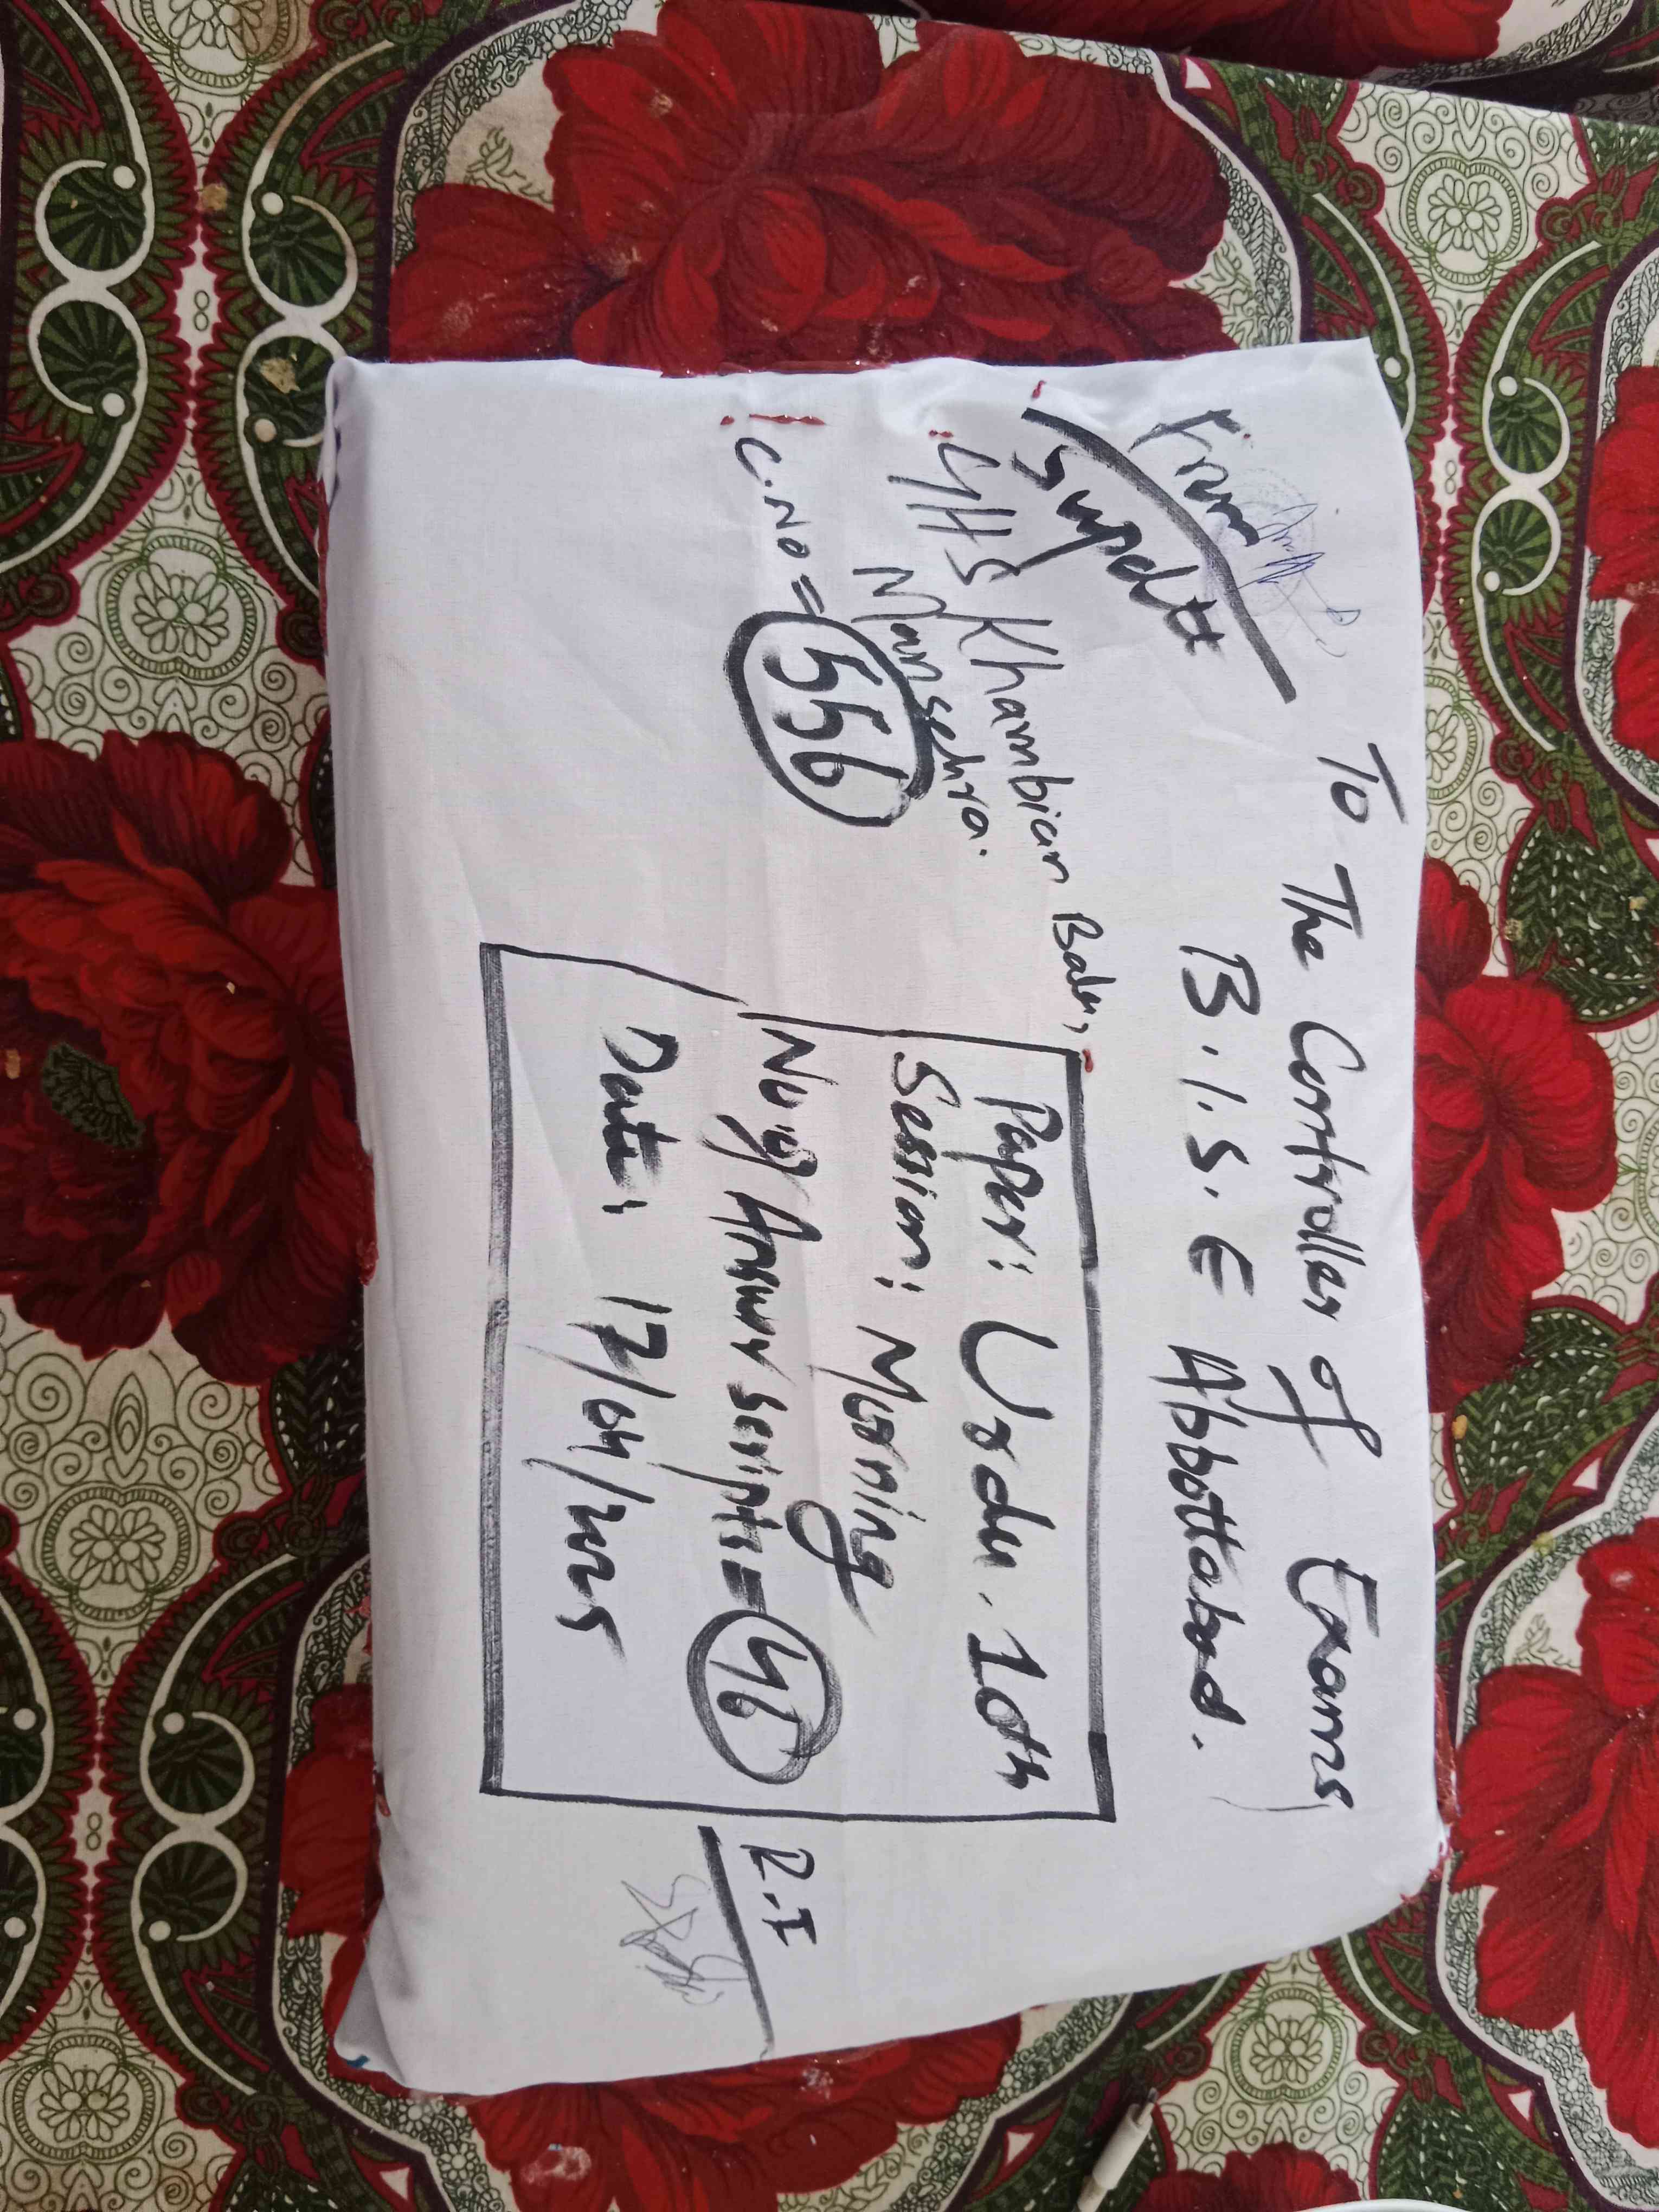 To The Controller of Exams
B.I.S.E Abbottabad.
From
Supdtt
GHS Khambian Bala,
Mansehra.
C.No = 556
Paper: Urdu. 10th
Session: Morning
No of Answer scripts = 46
Date: 17/04/2025
R.I